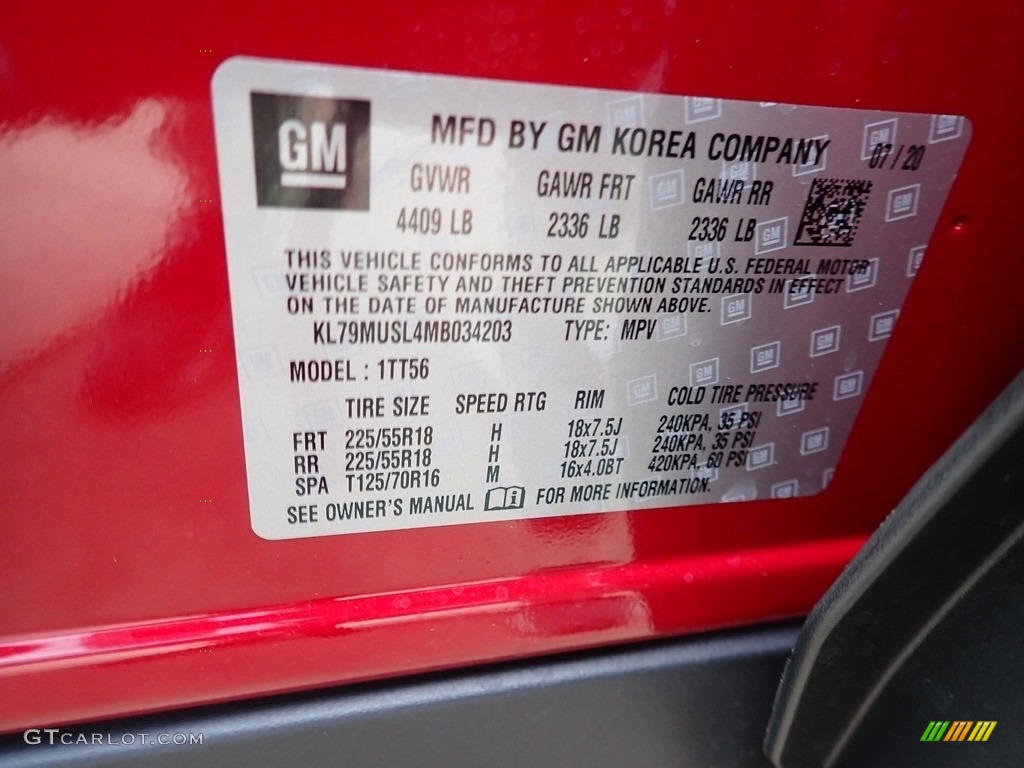 GM
MFD BY GM KOREA COMPANY 07/20
GVWR GAWR FRT GAWR RR
4409 LB 2336 LB 2336 LB
THIS VEHICLE CONFORMS TO ALL APPLICABLE U.S. FEDERAL MOTOR
VEHICLE SAFETY AND THEFT PREVENTION STANDARDS IN EFFECT
ON THE DATE OF MANUFACTURE SHOWN ABOVE.
KL79MUSL4MB034203 TYPE: MPV
MODEL : 1TT56
TIRE SIZE SPEED RTG RIM COLD TIRE PRESSURE
FRT 225/55R18 H 18x7.5J 240KPA, 35 PSI
RR 225/55R18 H 18x7.5J 240KPA, 35 PSI
SPA T125/70R16 M 16x4.0BT 420KPA, 60 PSI
SEE OWNER'S MANUAL FOR MORE INFORMATION.
GTCARLOT.COM